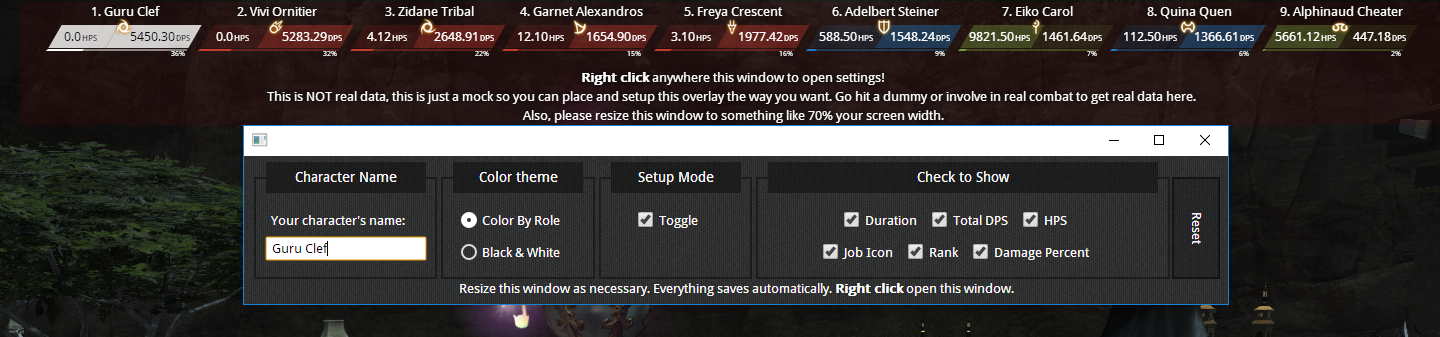 1. Guru Clef 2. Vivi Ornitier 3. Zidane Tribal 4. Garnet Alexandros 5. Freya Crescent 6. Adelbert Steiner 7. Eiko Carol 8. Quina Quen 9. Alphinaud Cheater
0.0HPS 5450.30DPS 0.0HPS 5283.29DPS 4.12HPS 2648.91DPS 12.10HPS 1654.90DPS 3.10HPS 1977.42DPS 588.50HPS 1548.24DPS 9821.50HPS 1461.64DPS 112.50HPS 1366.61DPS 5661.12HPS 447.18DPS
36% 32% 22% 15% 16% 9% 7% 6% 2%
Right click anywhere this window to open settings!
This is NOT real data, this is just a mock so you can place and setup this overlay the way you want. Go hit a dummy or involve in real combat to get real data here.
Also, please resize this window to something like 70% your screen width.
Character Name Color theme Setup Mode Check to Show
Your character's name: Color By Role Toggle Duration Total DPS HPS
Guru Clef Black & White Job Icon Rank Damage Percent
Reset
Resize this window as necessary. Everything saves automatically. Right click open this window.